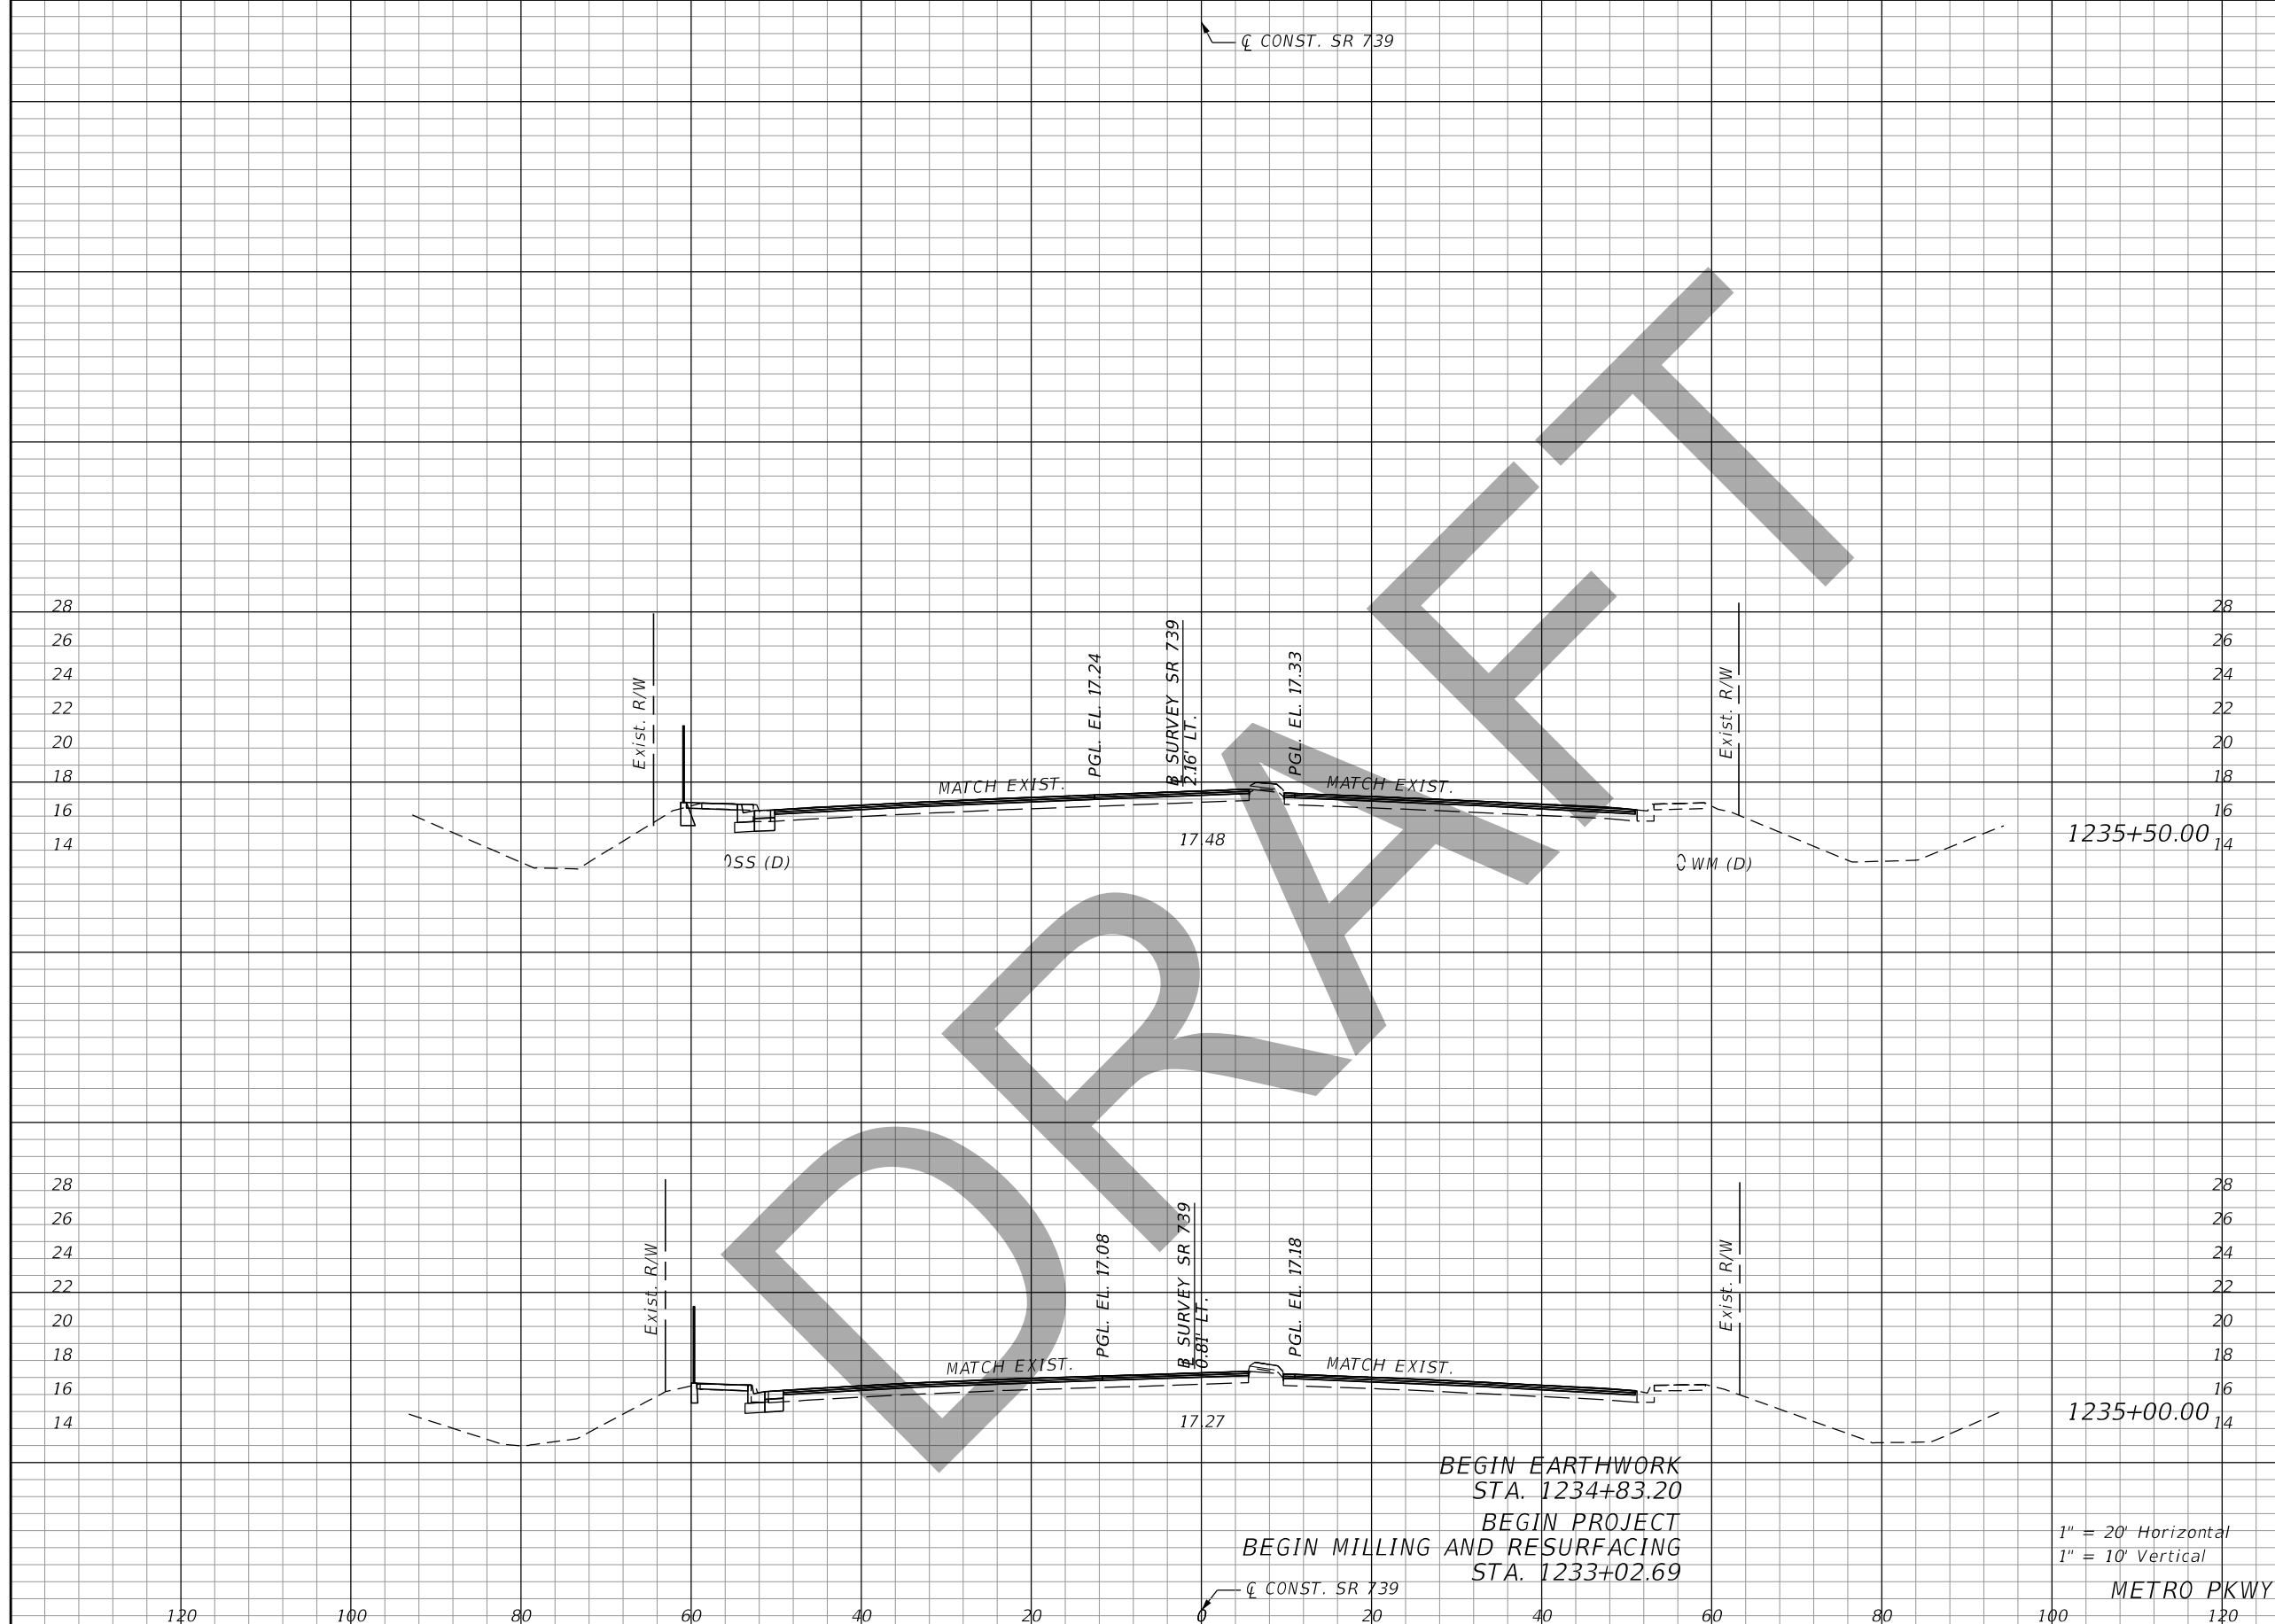 ℄ CONST. SR 739
28 28
26 26
24 24
22 22
20 20
18 18
16 16
14 14
Exist. R/W
PGL. EL. 17.24
B SURVEY SR 739
2.16' LT.
PGL. EL. 17.33
Exist. R/W
MATCH EXIST.
MATCH EXIST.
17.48
1235+50.00
SS (D)
WM (D)
DRAFT
28 28
26 26
24 24
22 22
20 20
18 18
16 16
14 14
Exist. R/W
PGL. EL. 17.08
B SURVEY SR 739
0.81' LT.
PGL. EL. 17.18
Exist. R/W
MATCH EXIST.
MATCH EXIST.
17.27
1235+00.00
BEGIN EARTHWORK
STA. 1234+83.20
BEGIN PROJECT
BEGIN MILLING AND RESURFACING
STA. 1233+02.69
1" = 20' Horizontal
1" = 10' Vertical
℄ CONST. SR 739
METRO PKWY
120 100 80 60 40 20 0 20 40 60 80 100 120